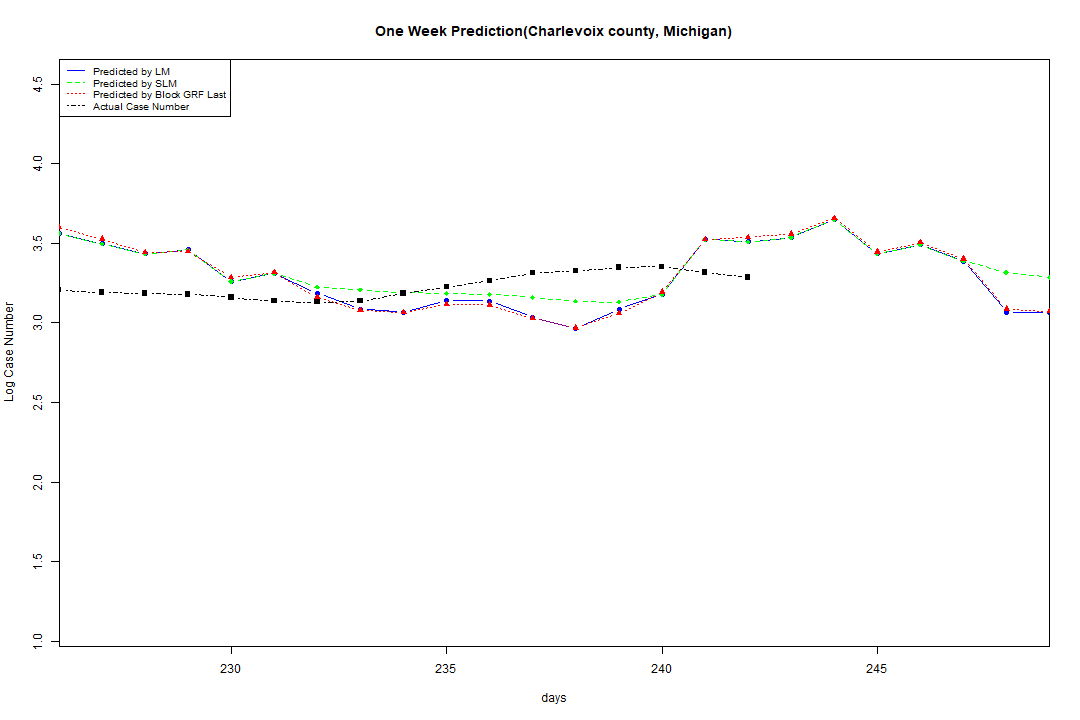 One Week Prediction(Charlevoix county, Michigan)
Predicted by LM
Predicted by SLM
Predicted by Block GRF Last
Actual Case Number
4.5
4.0
3.5
3.0
2.5
2.0
1.5
1.0
Log Case Number
230 235 240 245
days